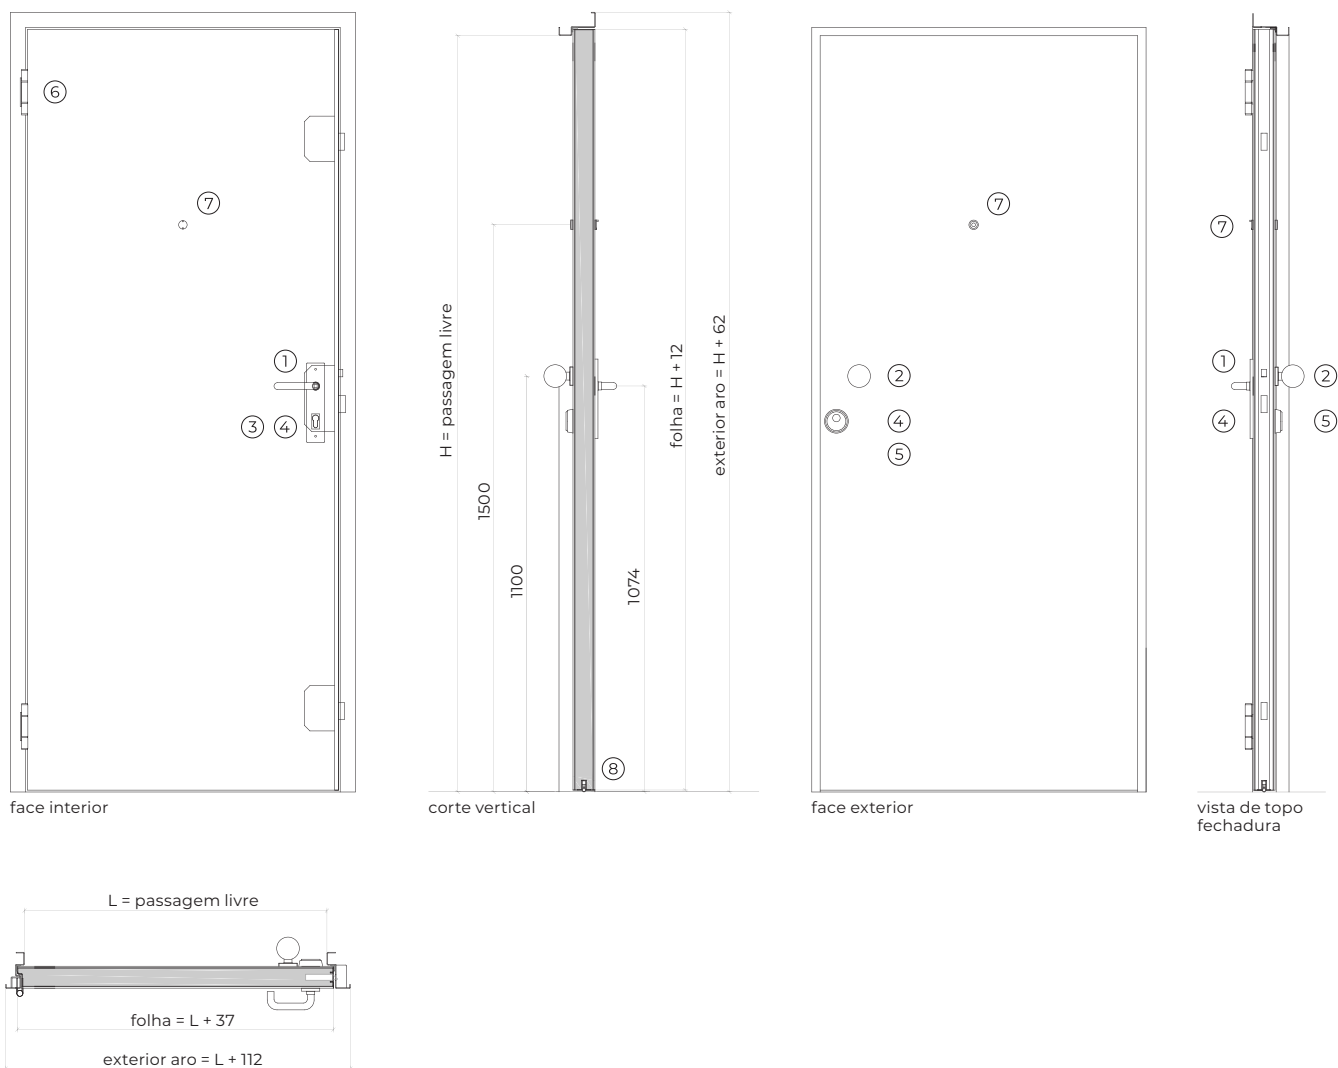 6
7
1
3 4
face interior
H = passagem livre
1500
1100
1074
folha = H + 12
exterior aro = H + 62
8
corte vertical
7
2
4
5
face exterior
7
1
2
4
5
vista de topo
fechadura
L = passagem livre
folha = L + 37
exterior aro = L + 112